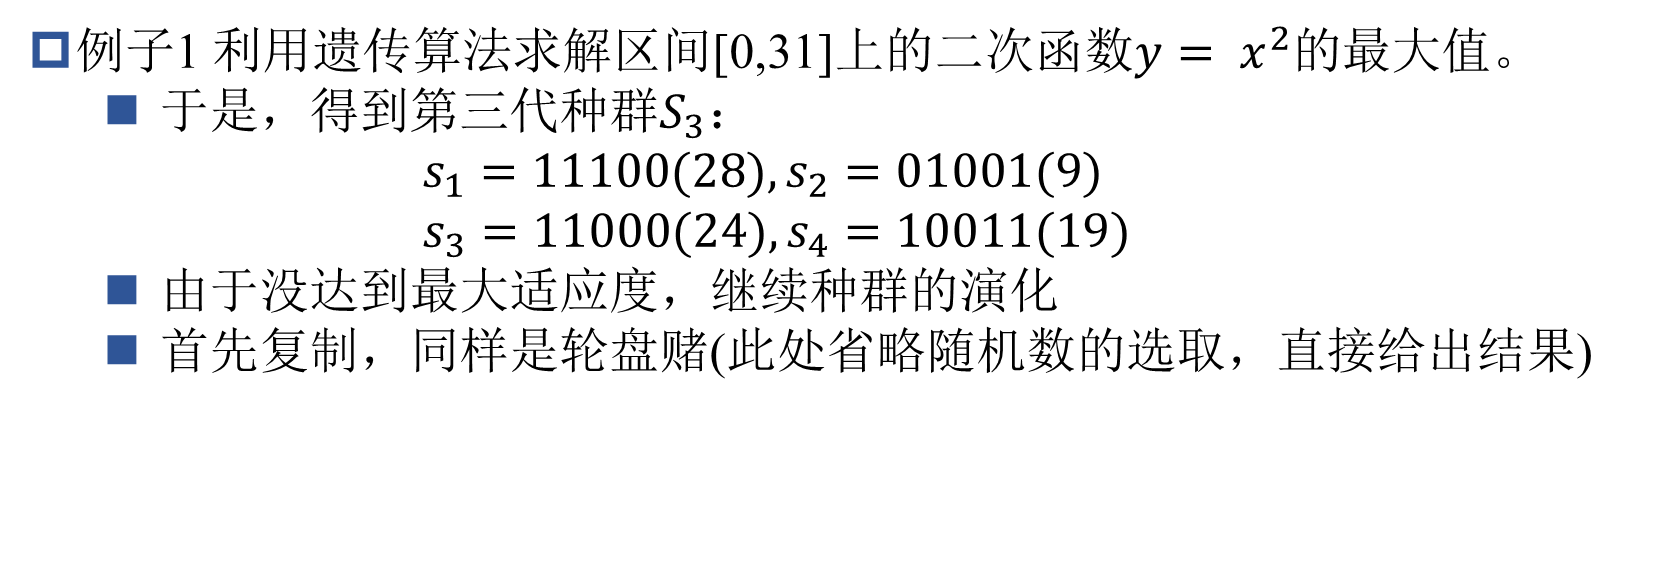 例子1 利用遗传算法求解区间[0,31]上的二次函数𝑦 = 𝑥²的最大值。
于是，得到第三代种群𝑆₃：
𝑠₁ = 11100(28), 𝑠₂ = 01001(9)
𝑠₃ = 11000(24), 𝑠₄ = 10011(19)
由于没达到最大适应度，继续种群的演化
首先复制，同样是轮盘赌(此处省略随机数的选取，直接给出结果)